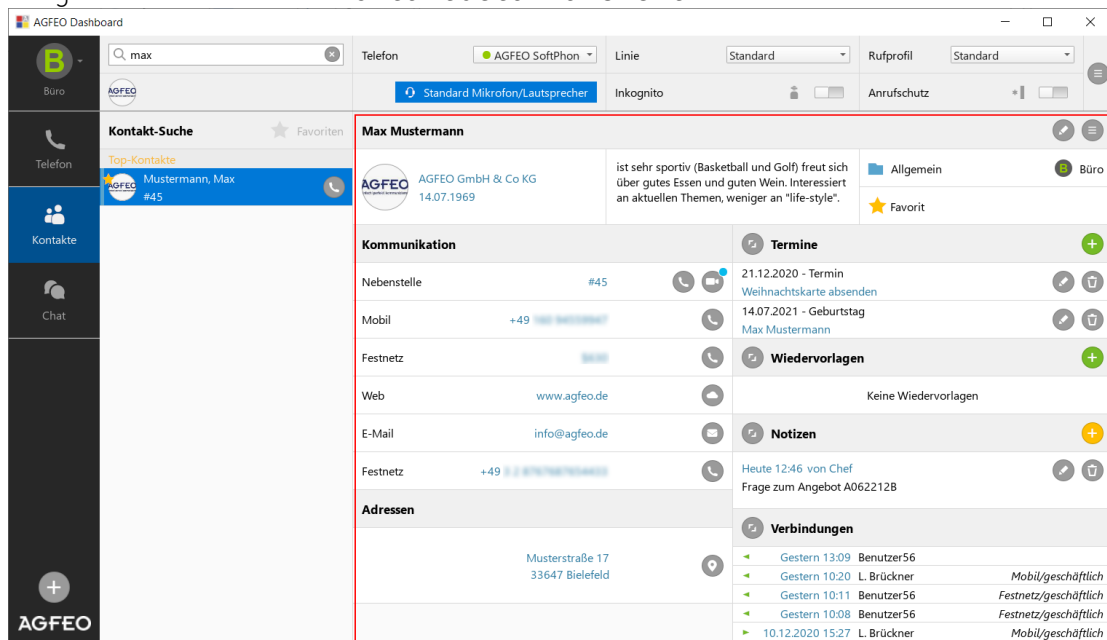 AGFEO Dashboard
B
Büro
max
AGFEO
Telefon
AGFEO SoftPhon
Linie
Standard
Rufprofil
Standard
Standard Mikrofon/Lautsprecher
Inkognito
Anrufschutz
Telefon
Kontakte
Chat
AGFEO
Kontakt-Suche
Favoriten
Top-Kontakte
AGFEO
Mustermann, Max
#45
Max Mustermann
AGFEO
AGFEO GmbH & Co KG
14.07.1969
ist sehr sportiv (Basketball und Golf) freut sich
über gutes Essen und guten Wein. Interessiert
an aktuellen Themen, weniger an "life-style".
Allgemein
B Büro
Favorit
Kommunikation
Nebenstelle #45
Mobil +49
Festnetz
Web www.agfeo.de
E-Mail info@agfeo.de
Festnetz +49
Adressen
Musterstraße 17
33647 Bielefeld
Termine
21.12.2020 - Termin
Weihnachtskarte absenden
14.07.2021 - Geburtstag
Max Mustermann
Wiedervorlagen
Keine Wiedervorlagen
Notizen
Heute 12:46 von Chef
Frage zum Angebot A062212B
Verbindungen
Gestern 13:09 Benutzer56
Gestern 10:20 L. Brückner Mobil/geschäftlich
Gestern 10:11 Benutzer56 Festnetz/geschäftlich
Gestern 10:08 Benutzer56 Festnetz/geschäftlich
10.12.2020 15:27 L. Brückner Mobil/geschäftlich